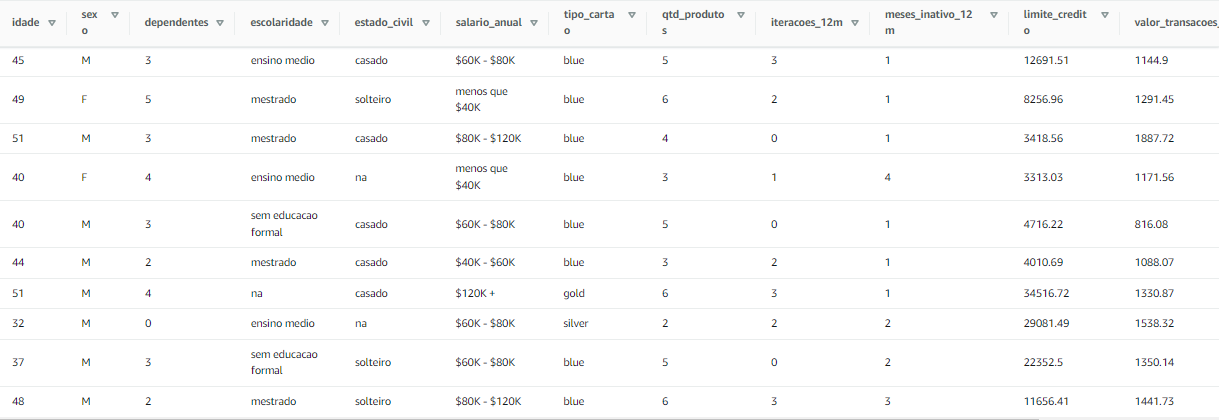 idade sexo dependentes escolaridade estado_civil salario_anual tipo_cartao qtd_produtos iteracoes_12m meses_inativo_12m limite_credito valor_transacoes_
45 M 3 ensino medio casado $60K - $80K blue 5 3 1 12691.51 1144.9
49 F 5 mestrado solteiro menos que $40K blue 6 2 1 8256.96 1291.45
51 M 3 mestrado casado $80K - $120K blue 4 0 1 3418.56 1887.72
40 F 4 ensino medio na menos que $40K blue 3 1 4 3313.03 1171.56
40 M 3 sem educacao formal casado $60K - $80K blue 5 0 1 4716.22 816.08
44 M 2 mestrado casado $40K - $60K blue 3 2 1 4010.69 1088.07
51 M 4 na casado $120K + gold 6 3 1 34516.72 1330.87
32 M 0 ensino medio na $60K - $80K silver 2 2 2 29081.49 1538.32
37 M 3 sem educacao formal solteiro $60K - $80K blue 5 0 2 22352.5 1350.14
48 M 2 mestrado solteiro $80K - $120K blue 6 3 3 11656.41 1441.73